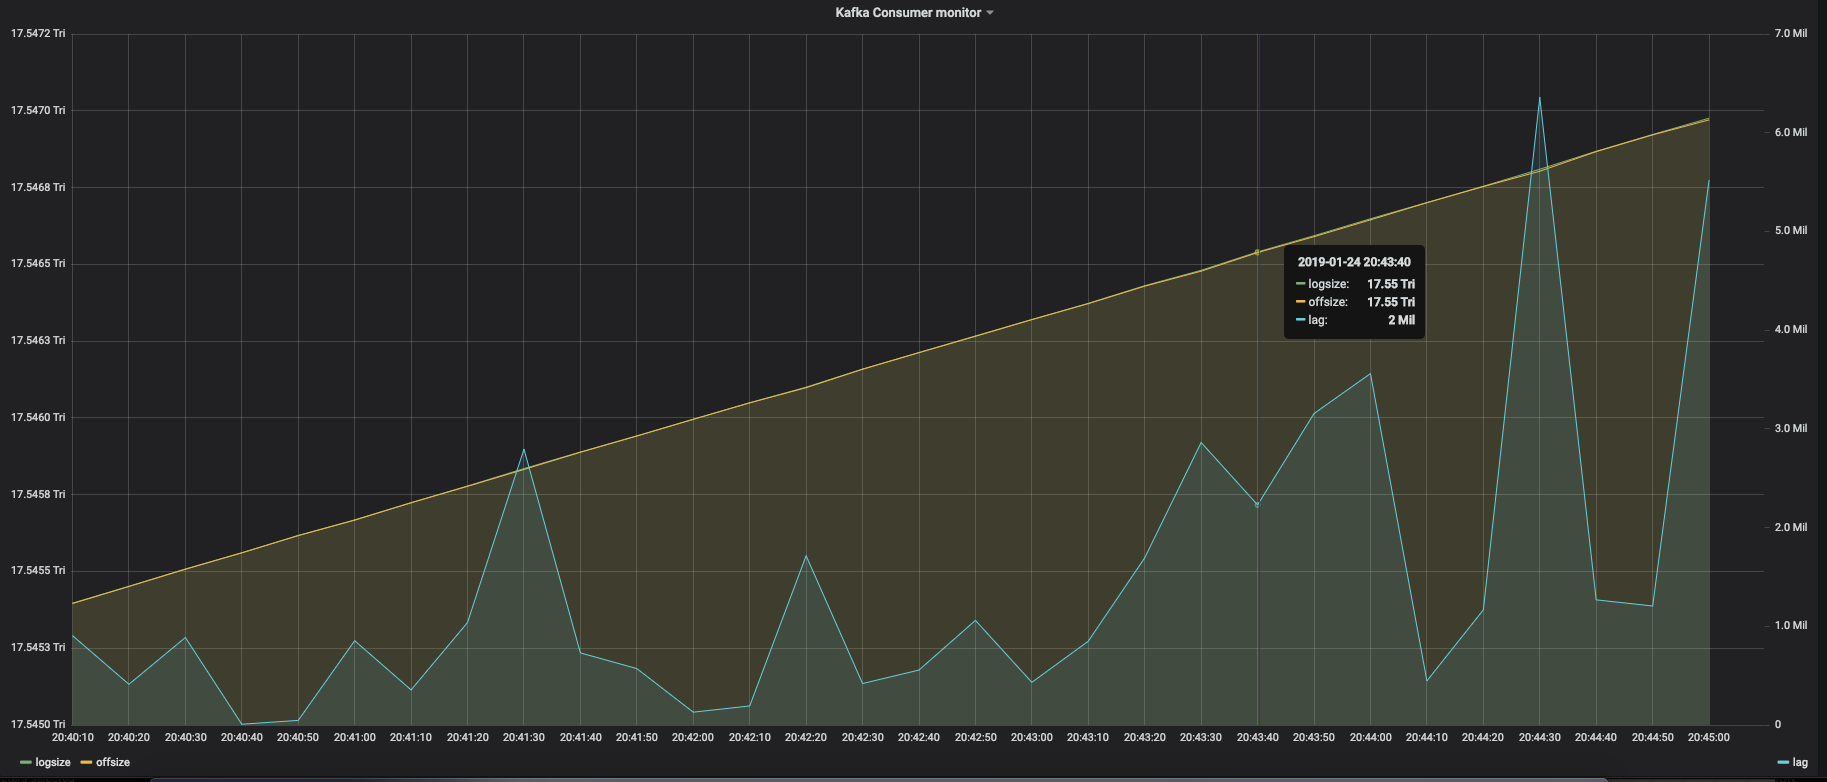 Kafka Consumer monitor
17.5472 Tri
17.5470 Tri
17.5468 Tri
17.5465 Tri
17.5463 Tri
17.5460 Tri
17.5458 Tri
17.5455 Tri
17.5453 Tri
17.5450 Tri
7.0 Mil
6.0 Mil
5.0 Mil
4.0 Mil
3.0 Mil
2.0 Mil
1.0 Mil
0
2019-01-24 20:43:40
logsize: 17.55 Tri
offsize: 17.55 Tri
lag: 2 Mil
20:40:10 20:40:20 20:40:30 20:40:40 20:40:50 20:41:00 20:41:10 20:41:20 20:41:30 20:41:40 20:41:50 20:42:00 20:42:10 20:42:20 20:42:30 20:42:40 20:42:50 20:43:00 20:43:10 20:43:20 20:43:30 20:43:40 20:43:50 20:44:00 20:44:10 20:44:20 20:44:30 20:44:40 20:44:50 20:45:00
logsize offsize lag